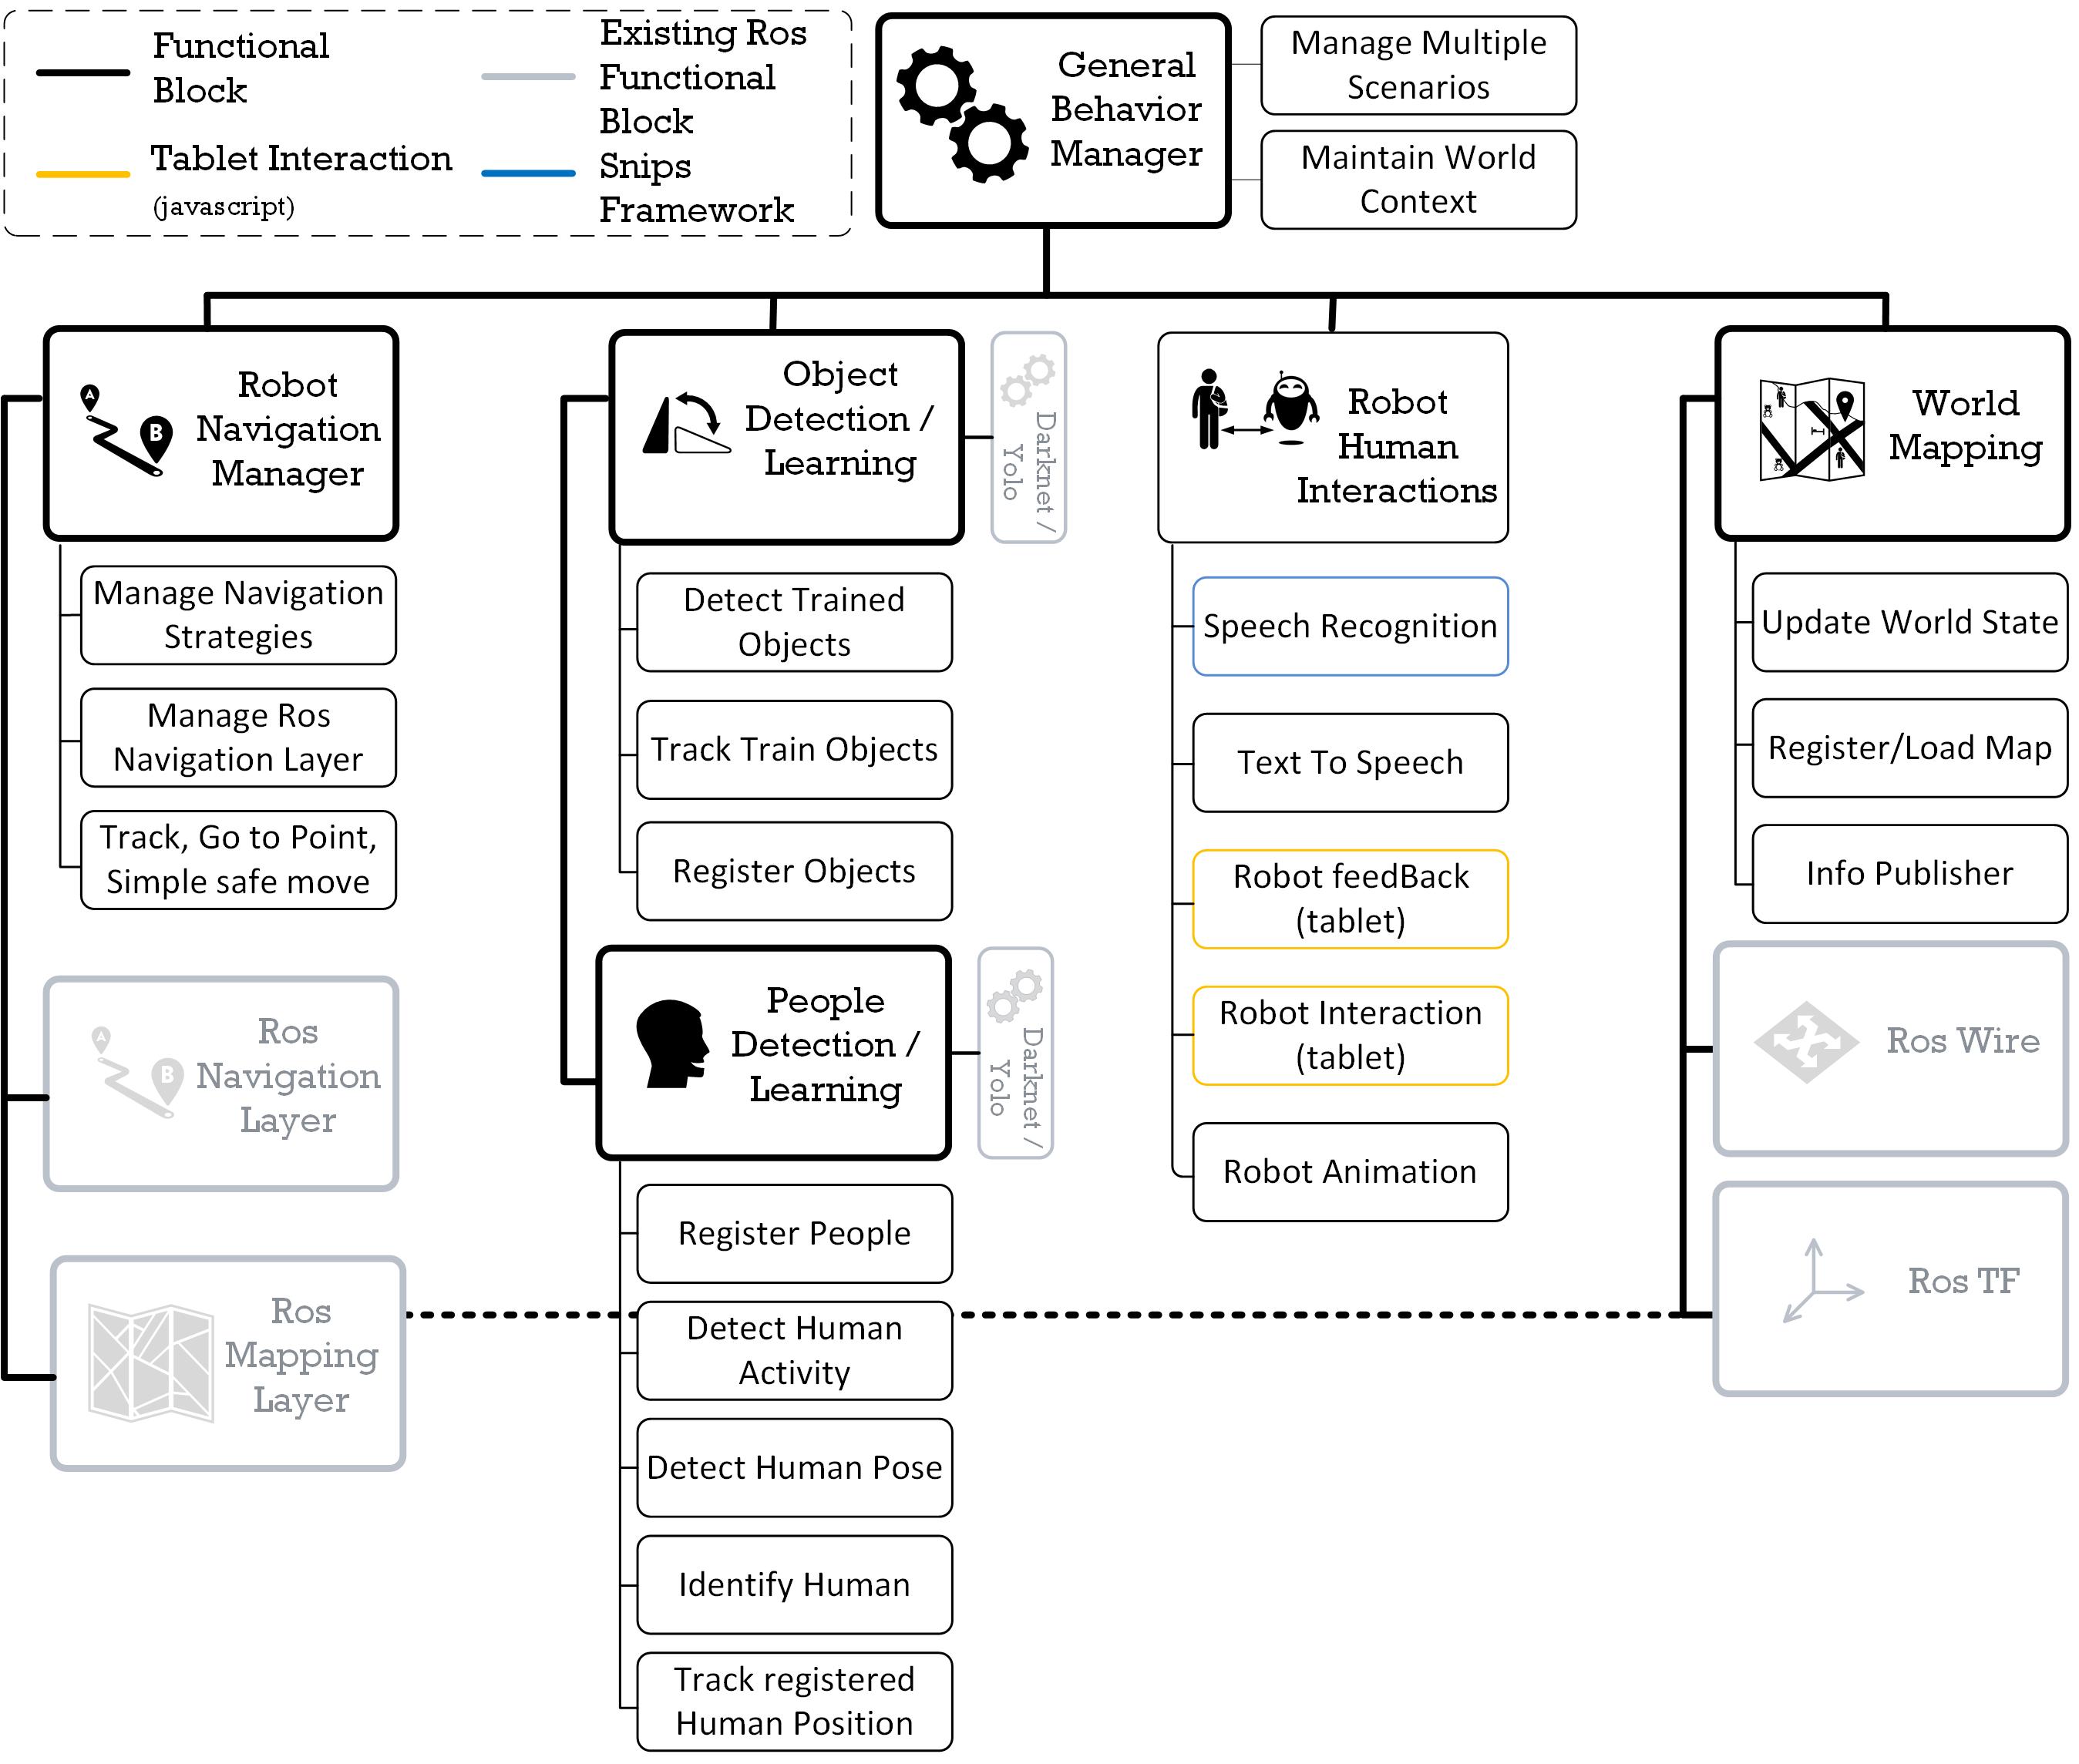 Functional
Block
Tablet Interaction
(javascript)
Existing Ros
Functional
Block
Snips
Framework
General
Behavior
Manager
Manage Multiple
Scenarios
Maintain World
Context
A
B
Robot
Navigation
Manager
Manage Navigation
Strategies
Manage Ros
Navigation Layer
Track, Go to Point,
Simple safe move
A
B
Ros
Navigation
Layer
Ros
Mapping
Layer
Object
Detection /
Learning
Darknet /
Yolo
Detect Trained
Objects
Track Train Objects
Register Objects
People
Detection /
Learning
Darknet /
Yolo
Register People
Detect Human
Activity
Detect Human Pose
Identify Human
Track registered
Human Position
Robot
Human
Interactions
Speech Recognition
Text To Speech
Robot feedBack
(tablet)
Robot Interaction
(tablet)
Robot Animation
World
Mapping
Update World State
Register/Load Map
Info Publisher
Ros Wire
Ros TF